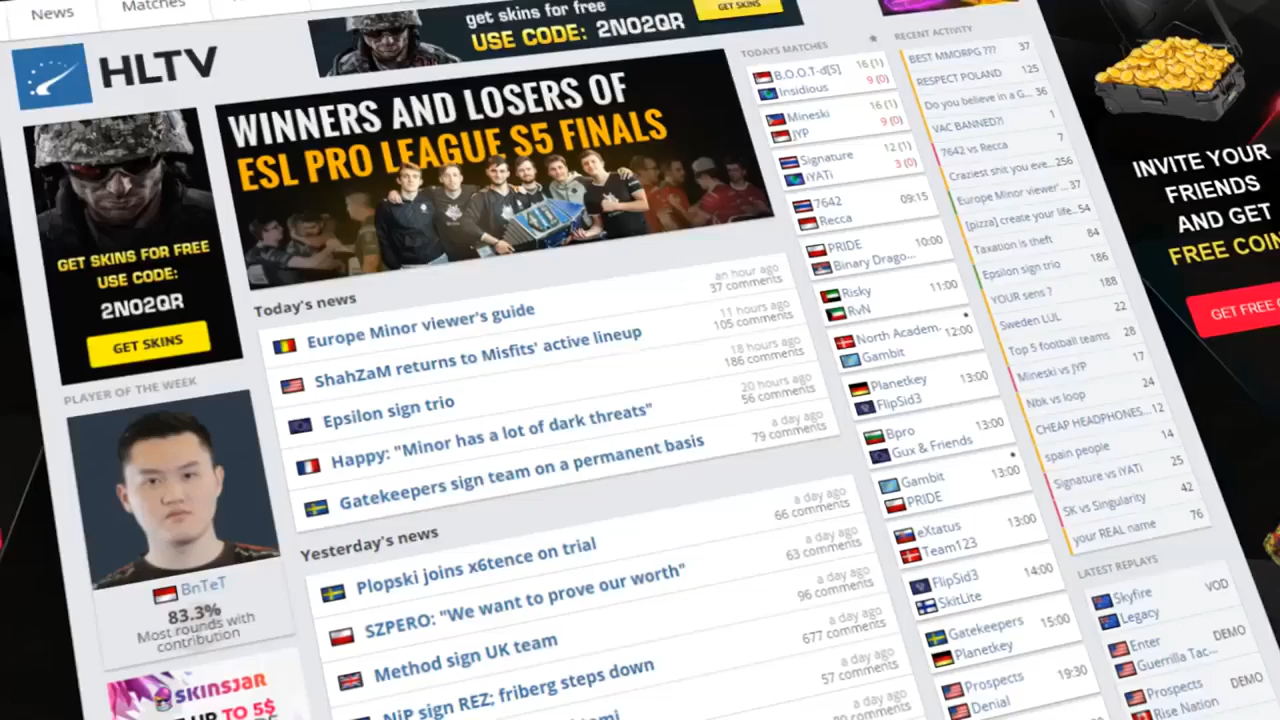 News
Matches
HLTV
get skins for free
USE CODE: 2NO2QR
GET SKINS
GET SKINS FOR FREE
USE CODE:
2NO2QR
GET SKINS
PLAYER OF THE WEEK
BnTeT
83.3%
Most rounds with
contribution
SKINSJAR
UP TO 5$
WINNERS AND LOSERS OF
ESL PRO LEAGUE S5 FINALS
Today's news
Europe Minor viewer's guide
an hour ago
37 comments
ShahZaM returns to Misfits' active lineup
11 hours ago
105 comments
Epsilon sign trio
18 hours ago
186 comments
Happy: "Minor has a lot of dark threats"
20 hours ago
56 comments
Gatekeepers sign team on a permanent basis
a day ago
79 comments
Yesterday's news
Plopski joins x6tence on trial
a day ago
66 comments
SZPERO: "We want to prove our worth"
a day ago
63 comments
Method sign UK team
a day ago
96 comments
NiP sign REZ; friberg steps down
a day ago
677 comments
a day ago
57 comments
a day ago
TODAYS MATCHES
B.O.O.T-d[S] 16 (1)
Insidious 9 (0)
Mineski 16 (1)
JYP 9 (0)
Signature 12 (1)
iYATi 3 (0)
7642 09:15
Recca
PRIDE 10:00
Binary Drago...
Risky 11:00
RvN
North Academ. 12:00
Gambit
Planetkey 13:00
FlipSid3
Bpro 13:00
Gux & Friends
Gambit 13:00
PRIDE
eXtatus 13:00
Team123
FlipSid3 14:00
SkitLite
Gatekeepers 15:00
Planetkey
Prospects 19:30
Denial
RECENT ACTIVITY
BEST MMORPG ??? 37
RESPECT POLAND 125
Do you believe in a G... 36
VAC BANNED?! 1
7642 vs Recca 7
Craziest shit you eve... 256
Europe Minor viewer'... 37
[pizza] create your life... 54
Taxation is theft 84
Epsilon sign trio 186
YOUR sens ? 188
Sweden LUL 22
Top 5 football teams 28
Mineski vs JYP 17
Nbk vs loop 24
CHEAP HEADPHONES... 12
spain people 14
Signature vs iYATi 25
SK vs Singularity 42
your REAL name 76
LATEST REPLAYS
Skyfire VOD
Legacy
Enter DEMO
Guerrilla Tac...
Prospects DEMO
Rise Nation
INVITE YOUR
FRIENDS
AND GET
FREE COIN
GET FREE